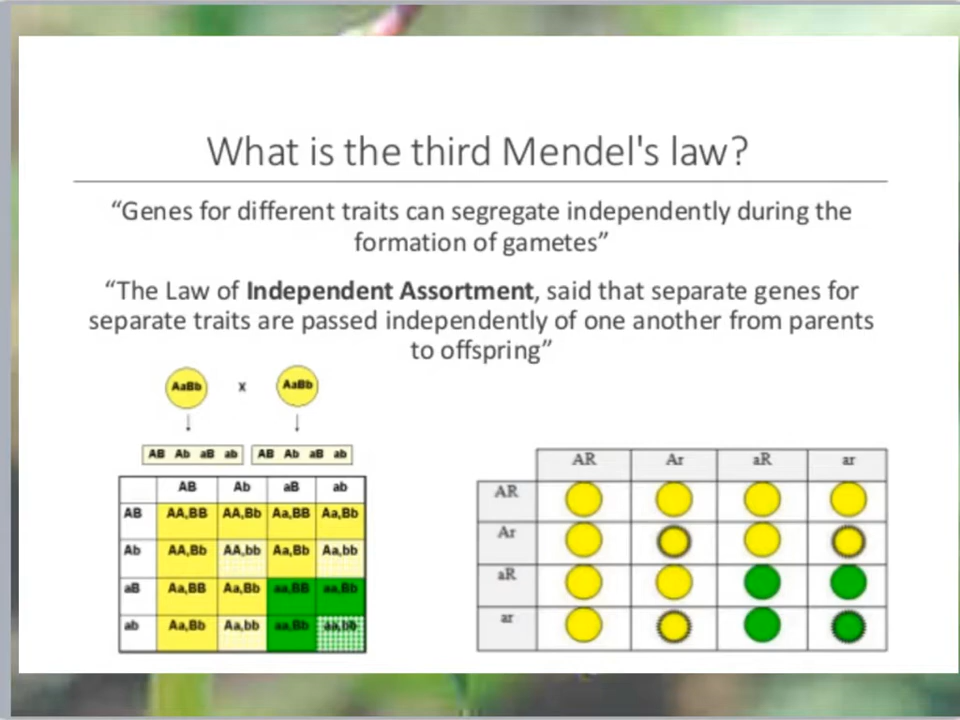 What is the third Mendel's law?
“Genes for different traits can segregate independently during the
formation of gametes”
“The Law of Independent Assortment, said that separate genes for
separate traits are passed independently of one another from parents
to offspring”
AaBb x AaBb
AB Ab aB ab AB Ab aB ab
AB Ab aB ab
AB AA,BB AA,Bb Aa,BB Aa,Bb
Ab AA,Bb AA,bb Aa,Bb Aa,bb
aB Aa,BB Aa,Bb aa,BB aa,Bb
ab Aa,Bb Aa,bb aa,Bb aa,bb
AR Ar aR ar
AR
Ar
aR
ar